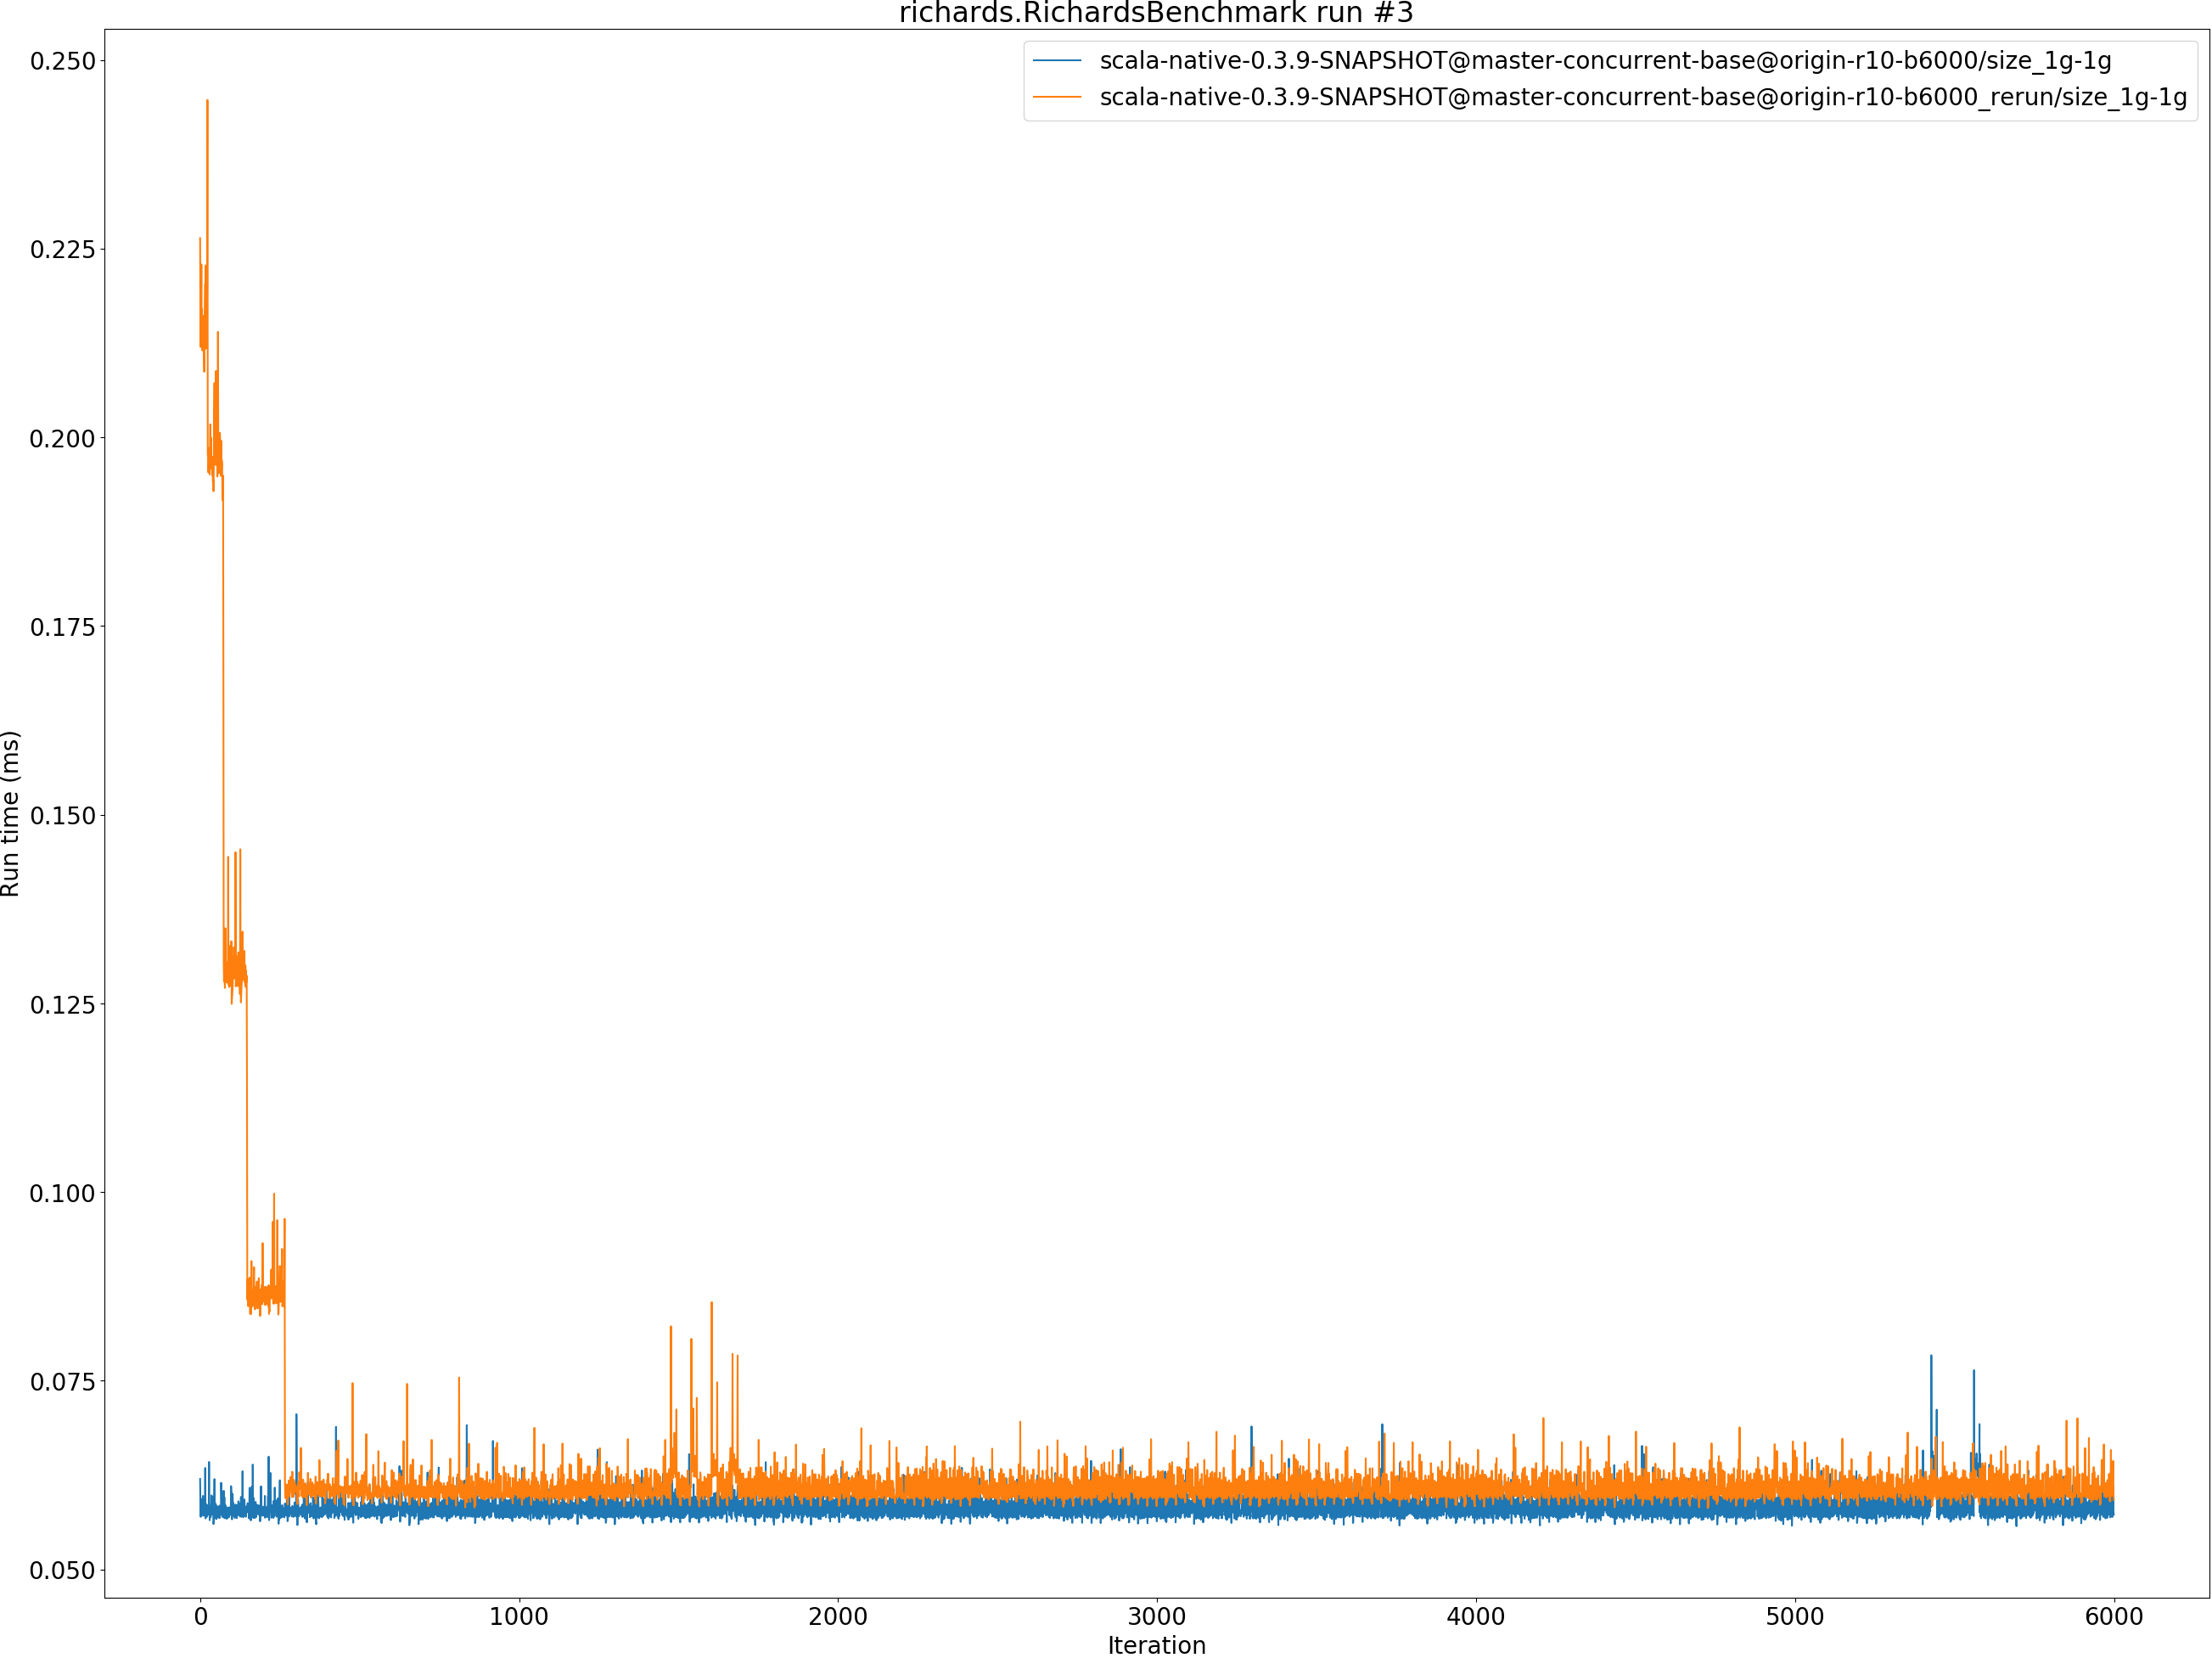 richards.RichardsBenchmark run #3
scala-native-0.3.9-SNAPSHOT@master-concurrent-base@origin-r10-b6000/size_1g-1g
scala-native-0.3.9-SNAPSHOT@master-concurrent-base@origin-r10-b6000_rerun/size_1g-1g
Run time (ms)
0.250
0.225
0.200
0.175
0.150
0.125
0.100
0.075
0.050
0 1000 2000 3000 4000 5000 6000
Iteration